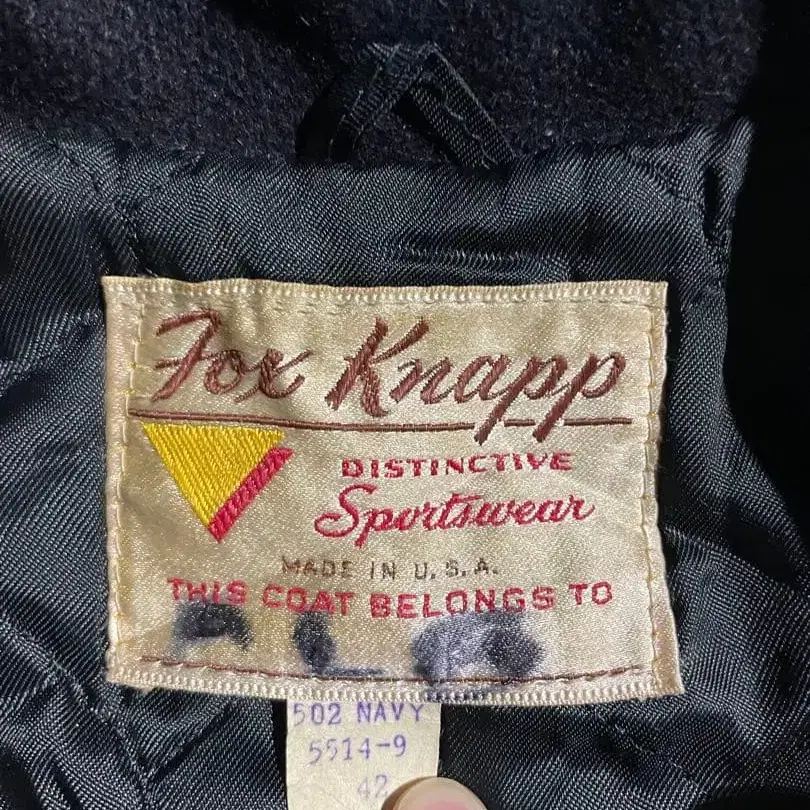 Fox Knapp
DISTINCTIVE
Sportswear
MADE IN U.S.A.
THIS COAT BELONGS TO
502 NAVY
5514-9
42